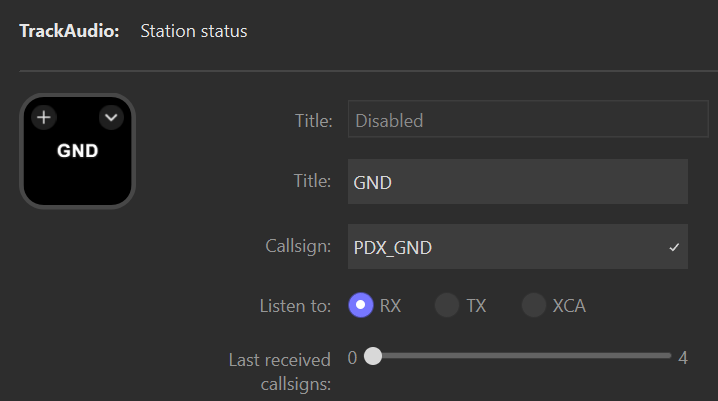 TrackAudio: Station status
GND
Title: Disabled
Title: GND
Callsign: PDX_GND
Listen to: RX TX XCA
Last received 0 4
callsigns: